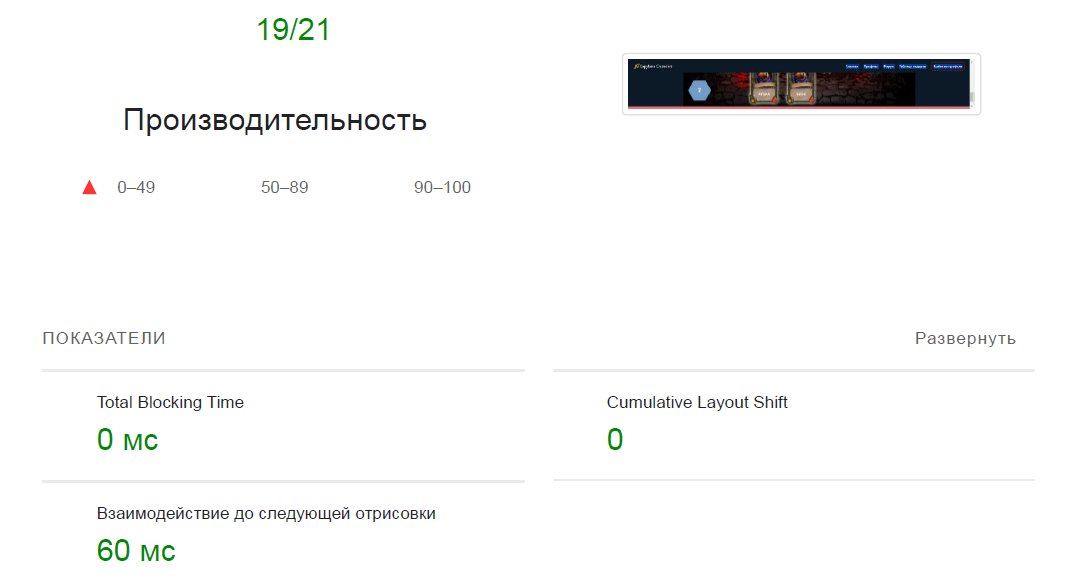 19/21
Производительность
0–49
50–89
90–100
ПОКАЗАТЕЛИ
Развернуть
Total Blocking Time
0 мс
Cumulative Layout Shift
0
Взаимодействие до следующей отрисовки
60 мс